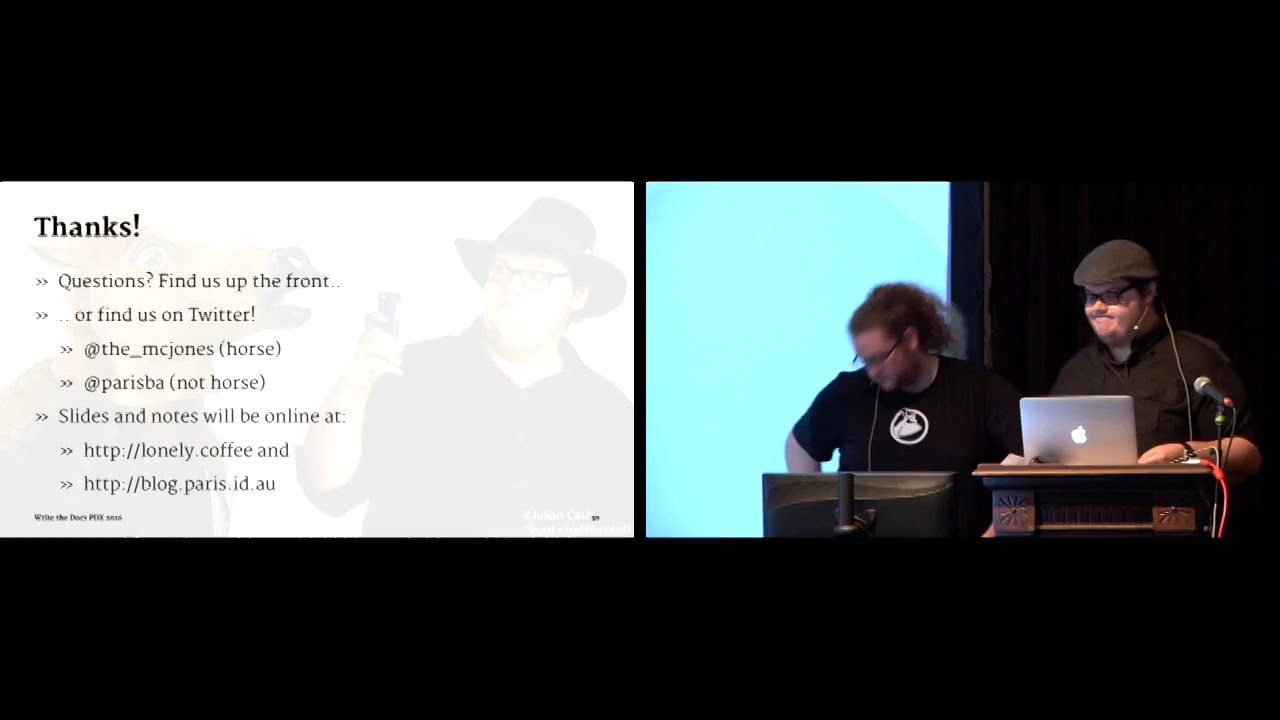 Thanks!
» Questions? Find us up the front..
» .. or find us on Twitter!
» @the_mcjones (horse)
» @parisba (not horse)
» Slides and notes will be online at:
» http://lonely.coffee and
» http://blog.paris.id.au
Write the Docs PDX 2016
©Julian Cash